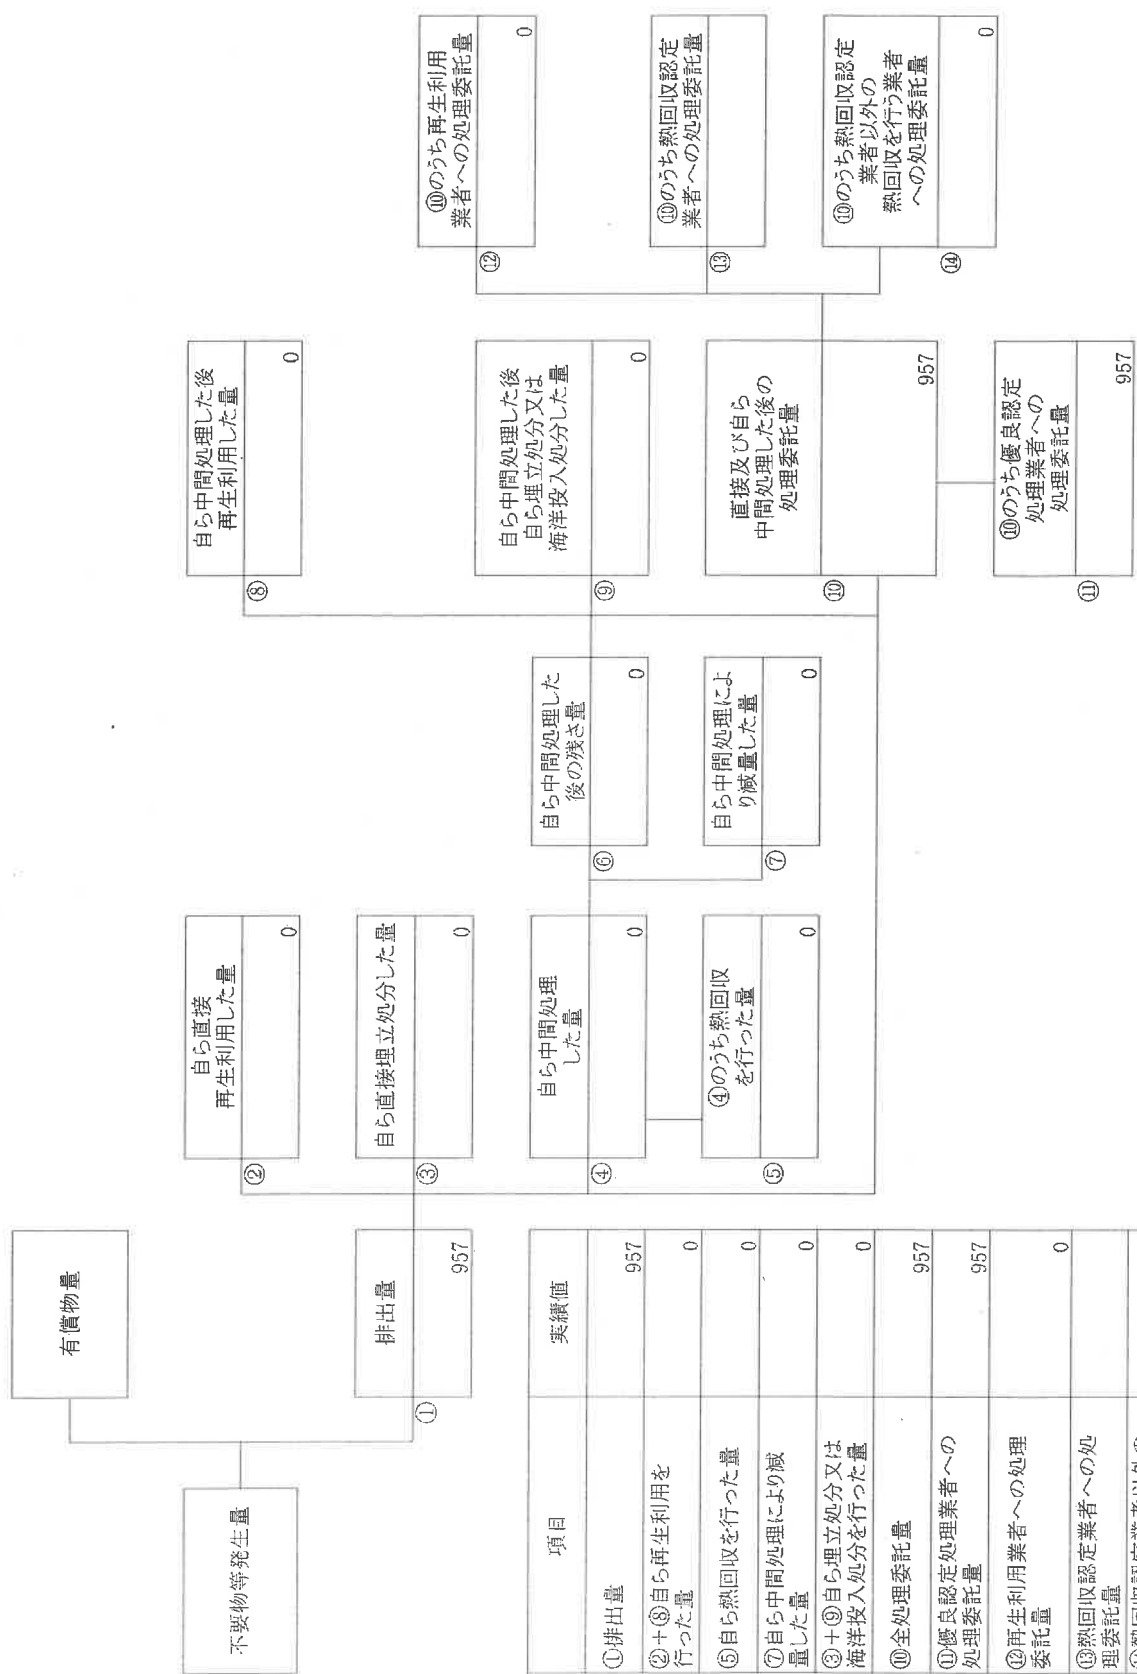 不要物等発生量
有償物量
①
排出量
957
②
自ら直接
再生利用した量
0
③
自ら直接埋立処分した量
0
④
自ら中間処理
した量
0
⑤
④のうち熱回収
を行った量
0
⑥
自ら中間処理した
後の残さ量
0
⑦
自ら中間処理によ
り減量した量
0
⑧
自ら中間処理した後
再生利用した量
0
⑨
自ら中間処理した後
自ら埋立処分又は
海洋投入処分した量
0
⑩
直接及び自ら
中間処理した後の
処理委託量
957
⑪
⑩のうち優良認定
処理業者への
処理委託量
957
⑫
⑩のうち再生利用
業者への処理委託量
0
⑬
⑩のうち熱回収認定
業者への処理委託量
⑭
⑩のうち熱回収認定
業者以外の
熱回収を行う業者
への処理委託量
0
項目 実績値
①排出量 957
②+⑧自ら再生利用を
行った量 0
⑤自ら熱回収を行った量 0
⑦自ら中間処理により減
量した量 0
③+⑨自ら埋立処分又は
海洋投入処分を行った量 0
⑩全処理委託量 957
⑪優良認定処理業者への
処理委託量 957
⑫再生利用業者への処理
委託量 0
⑬熱回収認定業者への処
理委託量